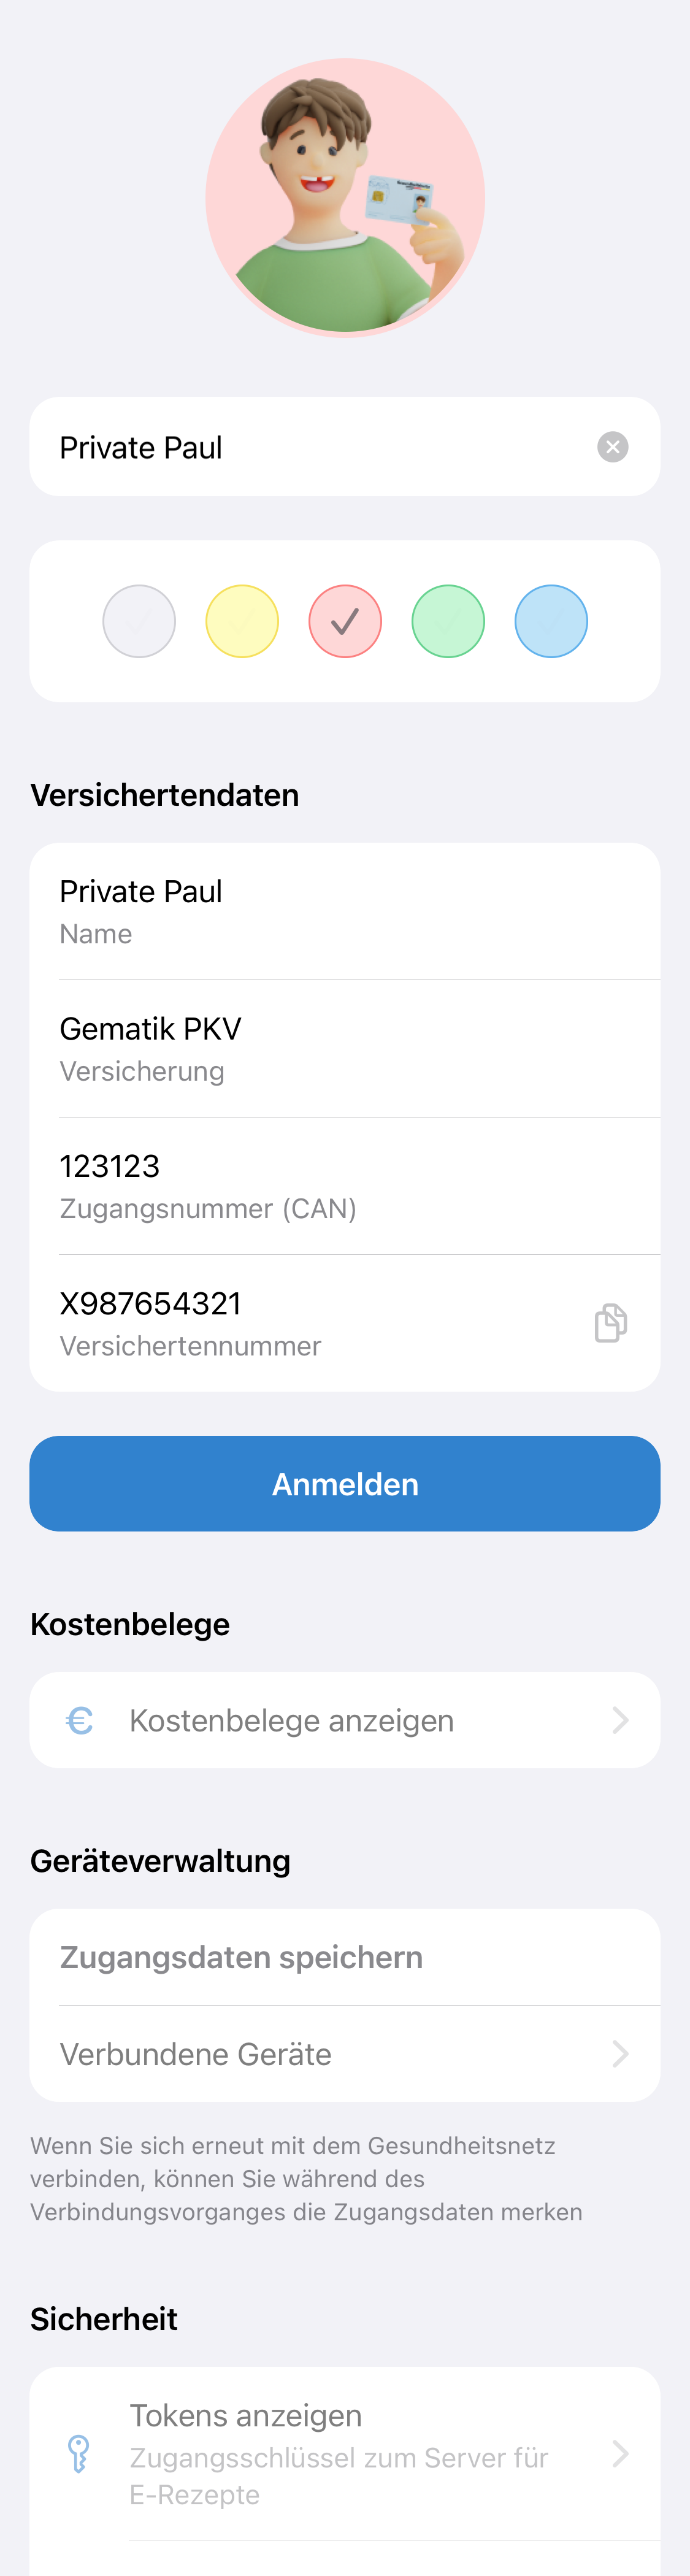 Private Paul
Versichertendaten
Private Paul
Name
Gematik PKV
Versicherung
123123
Zugangsnummer (CAN)
X987654321
Versichertennummer
Anmelden
Kostenbelege
€ Kostenbelege anzeigen
Geräteverwaltung
Zugangsdaten speichern
Verbundene Geräte
Wenn Sie sich erneut mit dem Gesundheitsnetz
verbinden, können Sie während des
Verbindungsvorganges die Zugangsdaten merken
Sicherheit
Tokens anzeigen
Zugangsschlüssel zum Server für
E-Rezepte